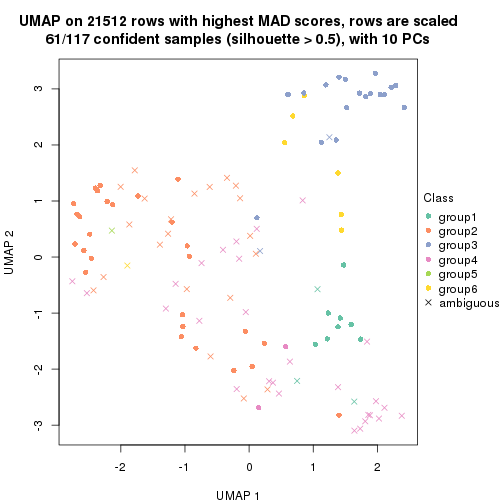 UMAP on 21512 rows with highest MAD scores, rows are scaled
61/117 confident samples (silhouette > 0.5), with 10 PCs
3
2
1
0
-1
-2
-3
UMAP 2
-2
-1
0
1
2
UMAP 1
Class
group1
group2
group3
group4
group5
group6
ambiguous